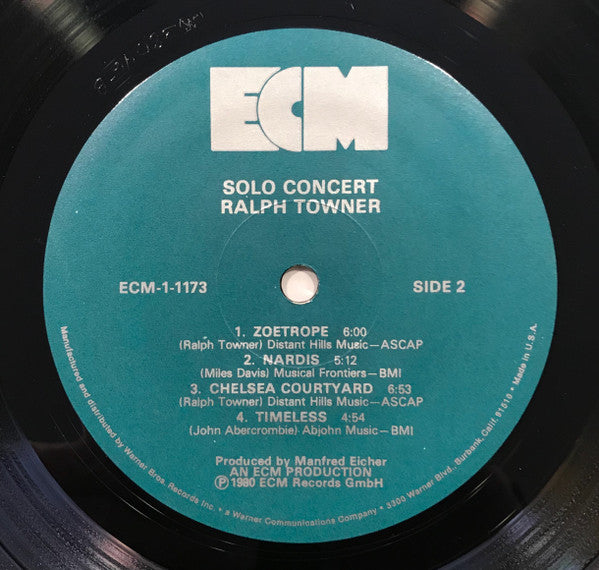 ECM
SOLO CONCERT
RALPH TOWNER
ECM-1-1173
SIDE 2
1. ZOETROPE 6:00
(Ralph Towner) Distant Hills Music—ASCAP
2. NARDIS 5:12
(Miles Davis) Musical Frontiers—BMI
3. CHELSEA COURTYARD 6:53
(Ralph Towner) Distant Hills Music—ASCAP
4. TIMELESS 4:54
(John Abercrombie) Abjohn Music—BMI
Produced by Manfred Eicher
AN ECM PRODUCTION
Ⓟ1980 ECM Records GmbH
Manufactured and distributed by Warner Bros. Records Inc. • a Warner Communications Company • 3300 Warner Blvd., Burbank, Calif. 91510 • Made in U.S.A.